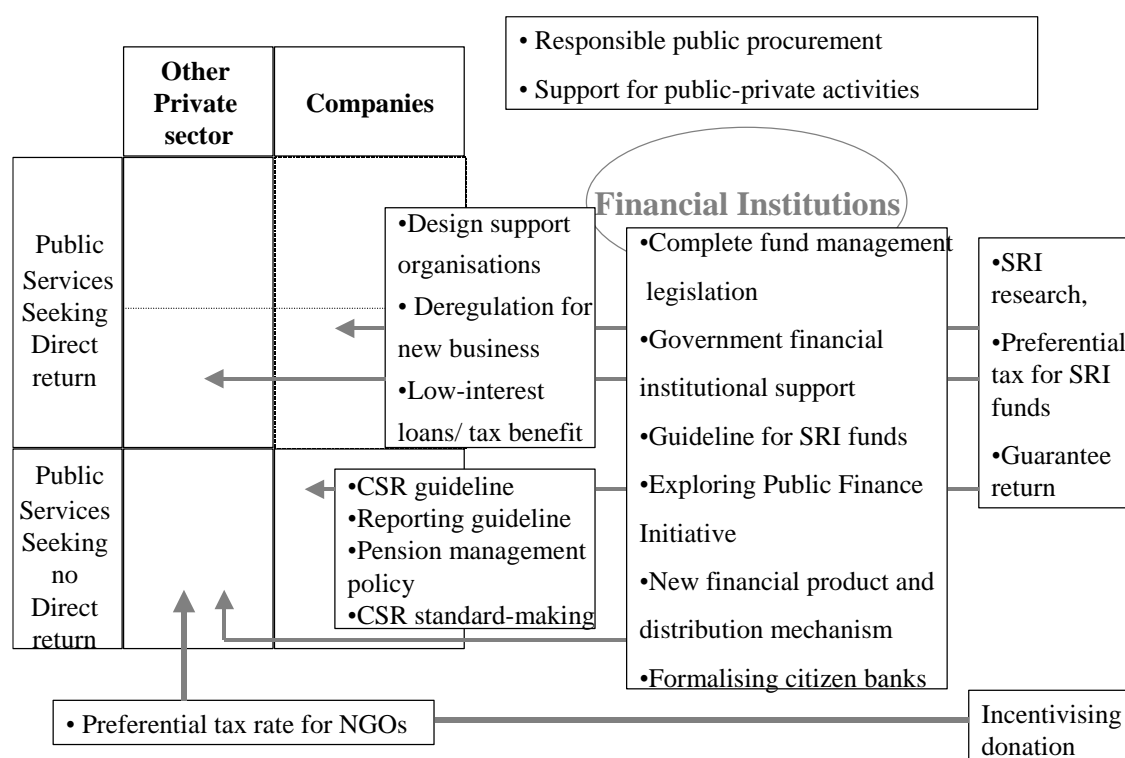 • Responsible public procurement
• Support for public-private activities
Other
Private
sector
Companies
Financial Institutions
Public
Services
Seeking
Direct
return
•Design support
organisations
• Deregulation for
new business
•Low-interest
loans/ tax benefit
•Complete fund management
legislation
•Government financial
institutional support
•Guideline for SRI funds
•Exploring Public Finance
Initiative
•New financial product and
distribution mechanism
•Formalising citizen banks
•SRI
research,
•Preferential
tax for SRI
funds
•Guarantee
return
Public
Services
Seeking
no
Direct
return
•CSR guideline
•Reporting guideline
•Pension management
policy
•CSR standard-making
• Preferential tax rate for NGOs
Incentivising
donation